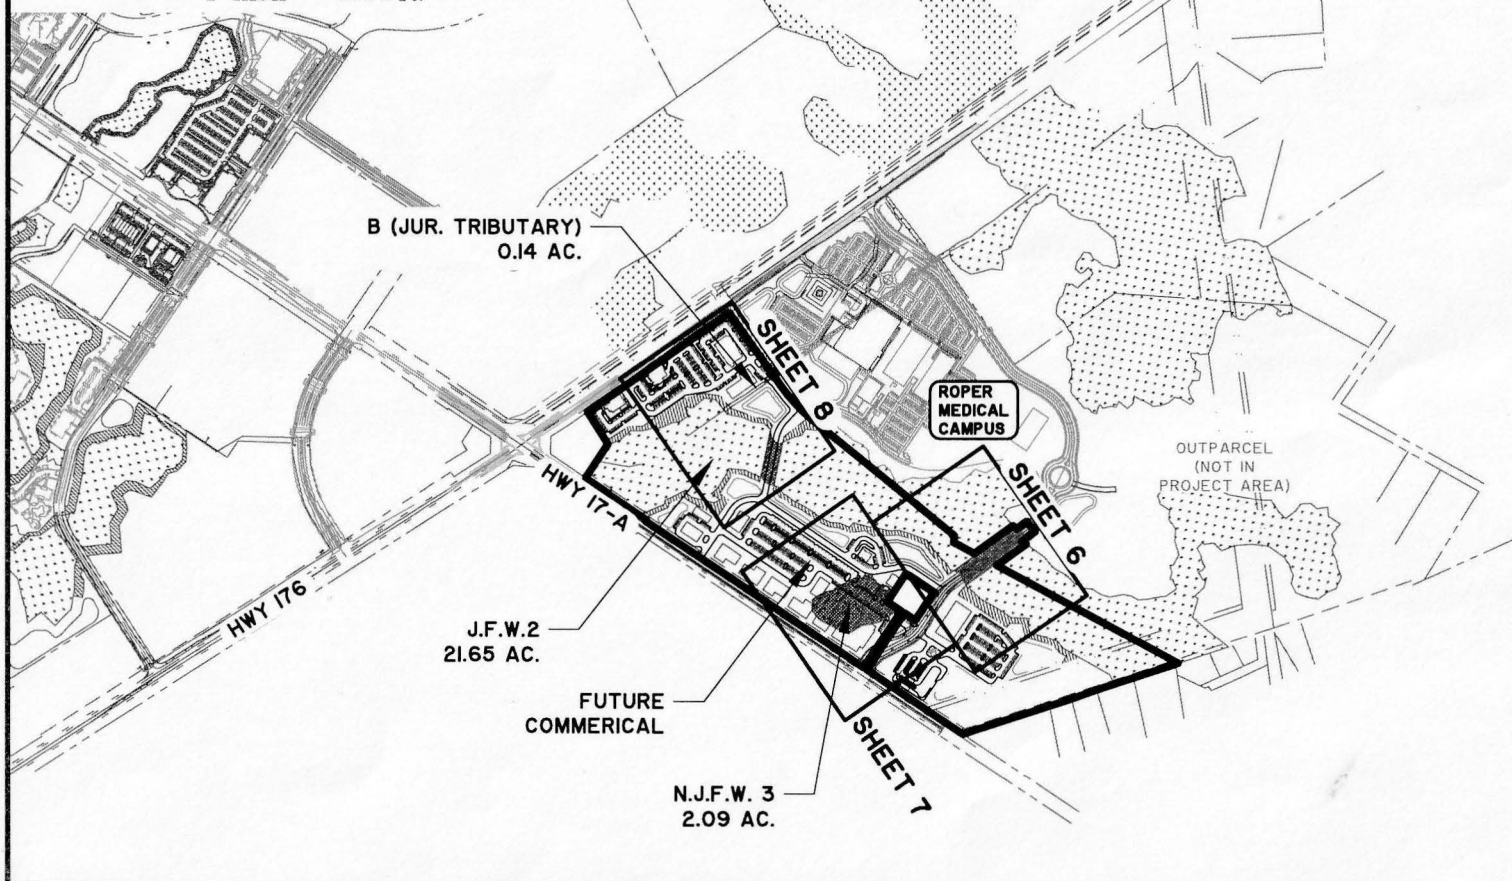 B (JUR. TRIBUTARY)
0.14 AC.
SHEET 8
ROPER
MEDICAL
CAMPUS
OUTPARCEL
(NOT IN
PROJECT AREA)
SHEET 6
HWY 17-A
HWY 176
J.F.W.2
21.65 AC.
FUTURE
COMMERICAL
SHEET 7
N.J.F.W. 3
2.09 AC.